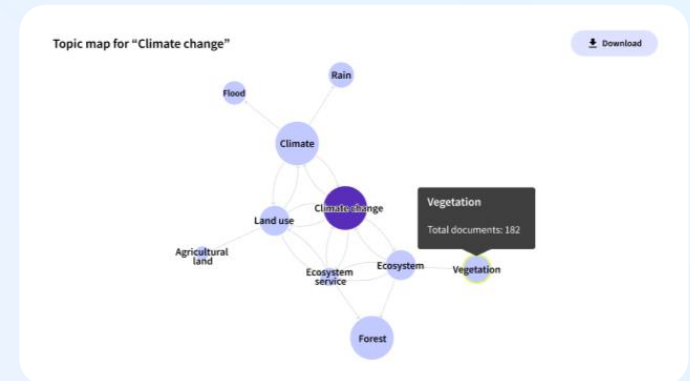 Topic map for “Climate change”
Download
Rain
Flood
Climate
Climate change
Vegetation
Total documents: 182
Land use
Agricultural
land
Ecosystem
service
Ecosystem
Vegetation
Forest